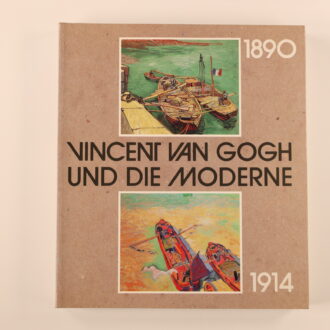 1890
VINCENT VAN GOGH
UND DIE MODERNE
1914